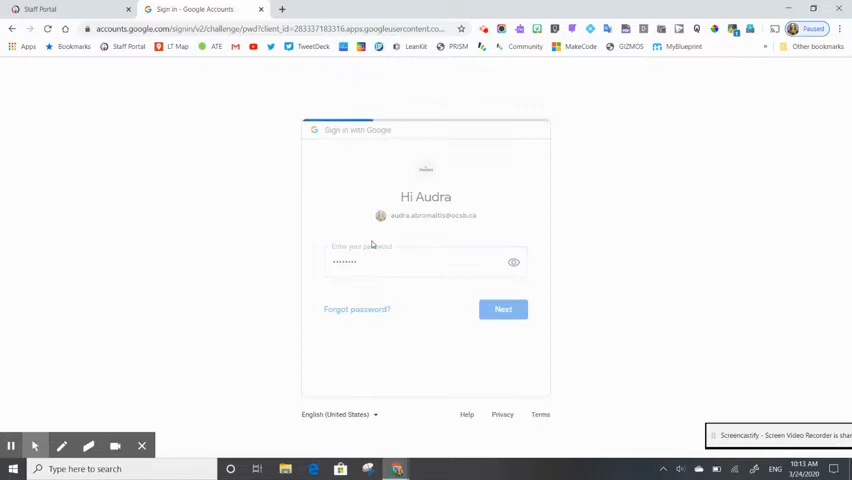 Staff Portal
Sign in - Google Accounts
accounts.google.com/signin/v2/challenge/pwd?client_id=283337183316.apps.googleusercontent.co...
Paused
Apps
Bookmarks
Staff Portal
LT Map
ATE
TweetDeck
LeanKit
PRISM
Community
MakeCode
GIZMOS
MyBlueprint
»
Other bookmarks
Sign in with Google
Hi Audra
audra.abromaitis@ocsb.ca
Enter your password
••••••••
Forgot password?
Next
English (United States)
Help
Privacy
Terms
Screencastify - Screen Video Recorder is shar
Type here to search
ENG
10:13 AM
3/24/2020